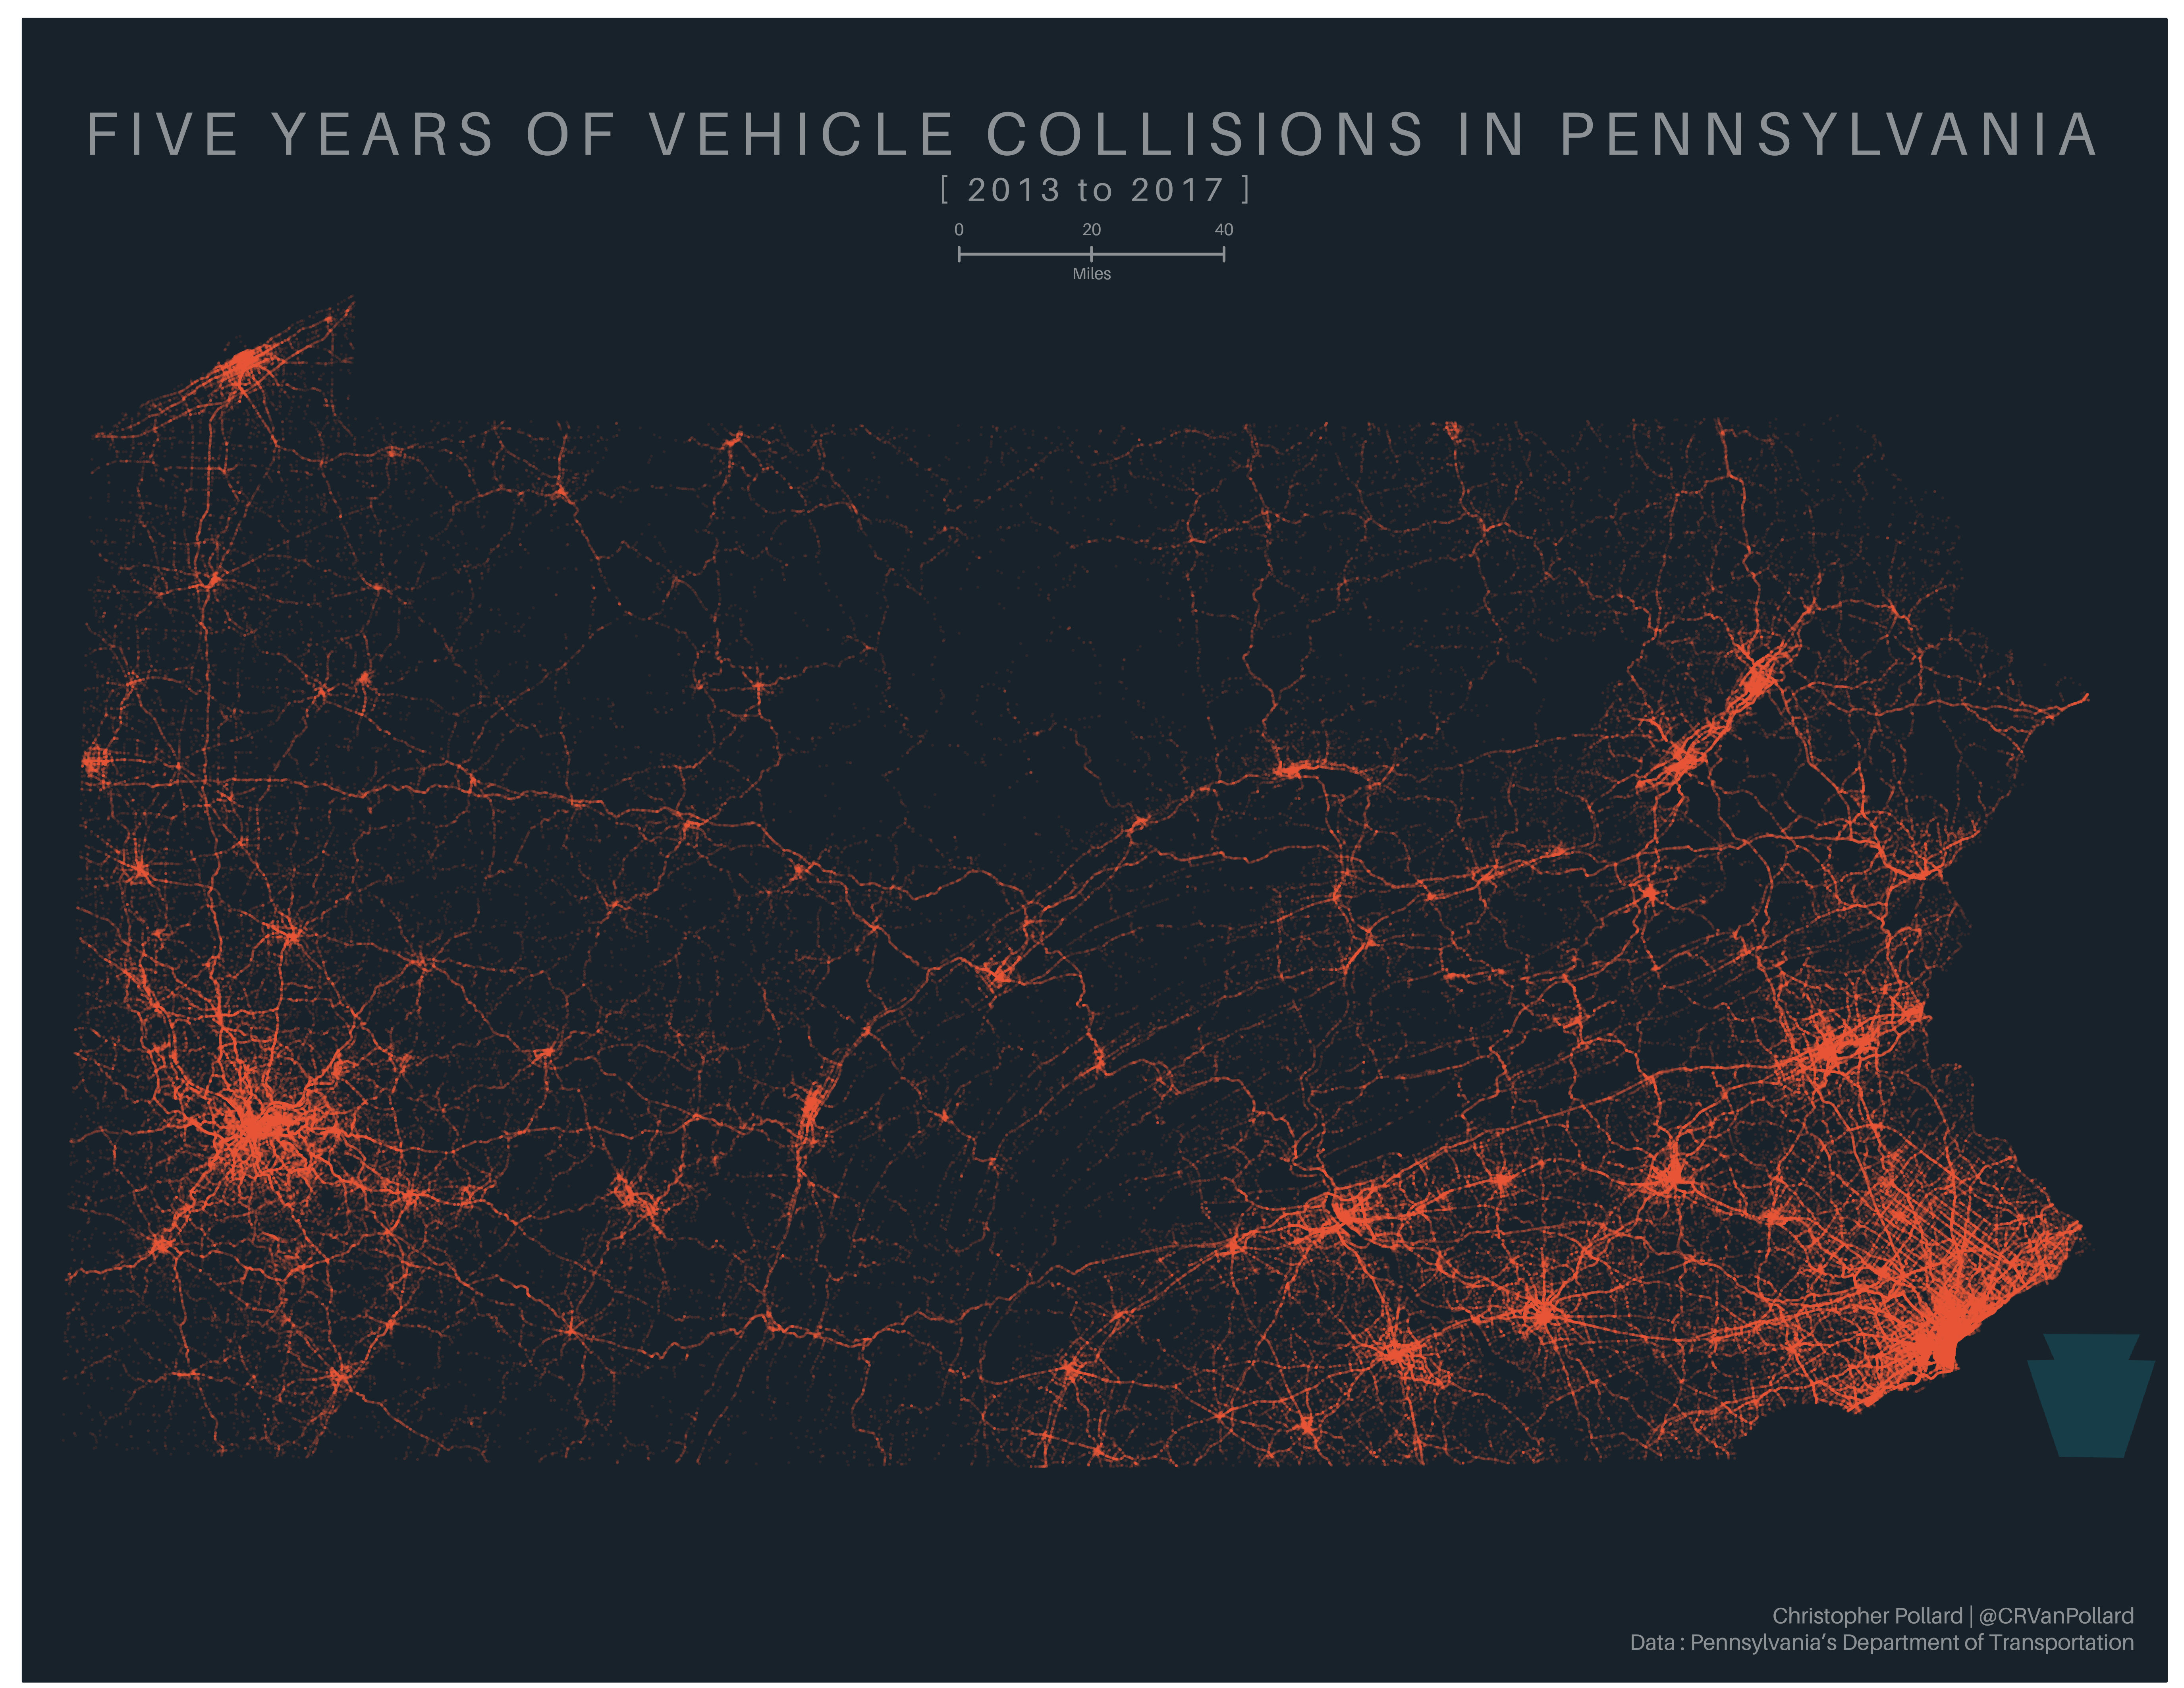 FIVE YEARS OF VEHICLE COLLISIONS IN PENNSYLVANIA
[ 2013 to 2017 ]
0 20 40
Miles
Christopher Pollard | @CRVanPollard
Data : Pennsylvania’s Department of Transportation